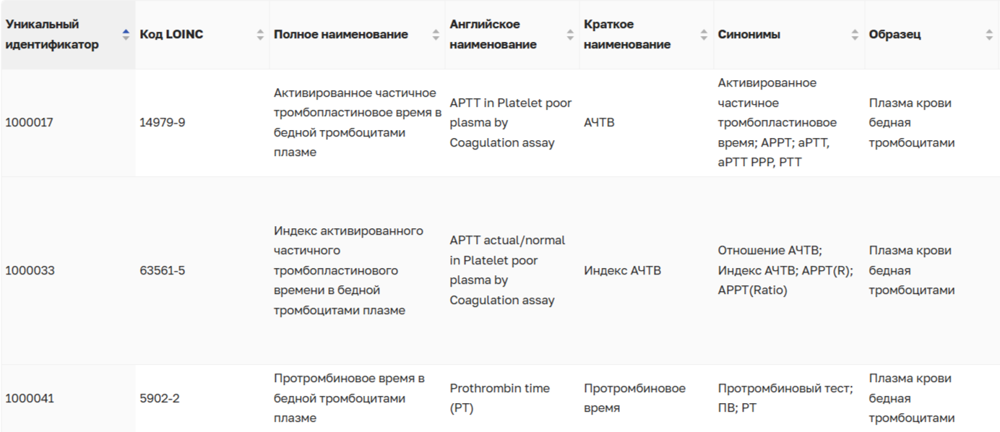 Уникальный
идентификатор
Код LOINC
Полное наименование
Английское
наименование
Краткое
наименование
Синонимы
Образец
1000017
14979-9
Активированное частичное
тромбопластиновое время в
бедной тромбоцитами
плазме
APTT in Platelet poor
plasma by
Coagulation assay
АЧТВ
Активированное
частичное
тромбопластиновое
время; APPT; aPTT,
aPTT PPP, PTT
Плазма крови
бедная
тромбоцитами
1000033
63561-5
Индекс активированного
частичного
тромбопластинового
времени в бедной
тромбоцитами плазме
APTT actual/normal
in Platelet poor
plasma by
Coagulation assay
Индекс АЧТВ
Отношение АЧТВ;
Индекс АЧТВ; APPT(R);
APPT(Ratio)
Плазма крови
бедная
тромбоцитами
1000041
5902-2
Протромбиновое время в
бедной тромбоцитами
плазме
Prothrombin time
(PT)
Протромбиновое
время
Протромбиновый тест;
ПВ; PT
Плазма крови
бедная
тромбоцитами